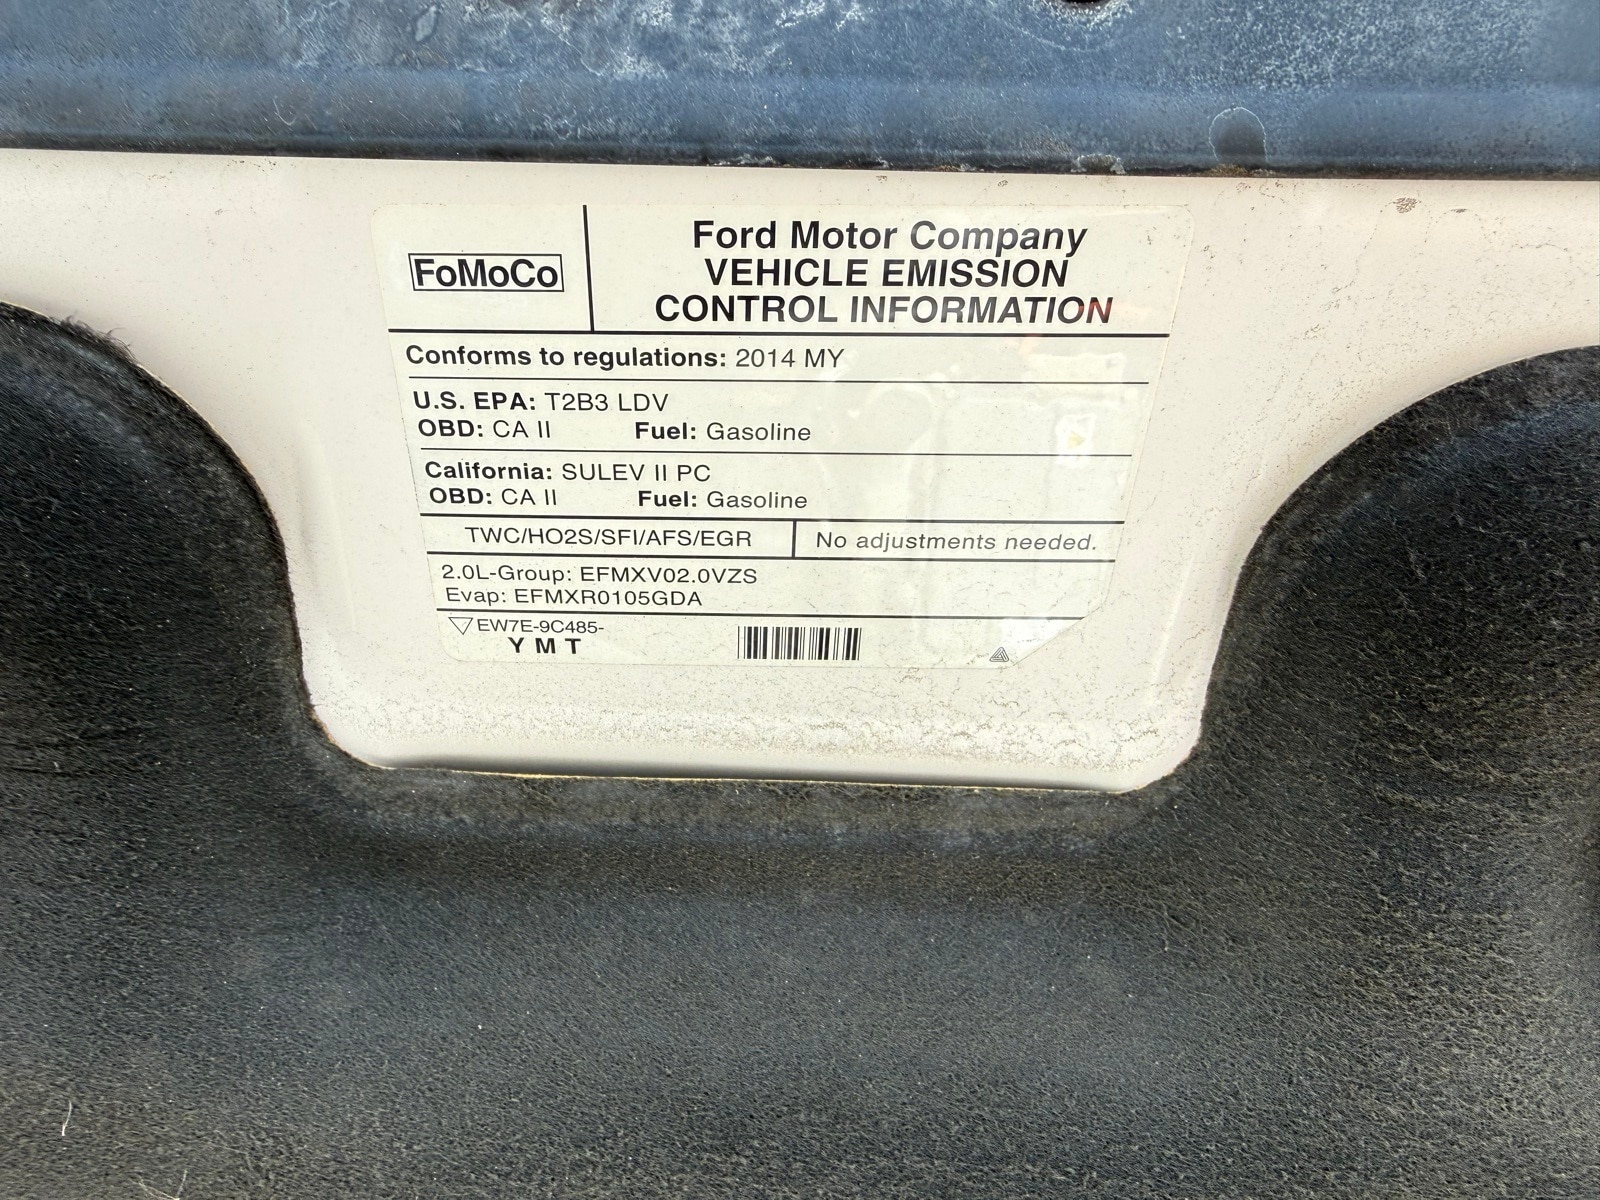 FoMoCo
Ford Motor Company
VEHICLE EMISSION
CONTROL INFORMATION
Conforms to regulations: 2014 MY
U.S. EPA: T2B3 LDV
OBD: CA II Fuel: Gasoline
California: SULEV II PC
OBD: CA II Fuel: Gasoline
TWC/HO2S/SFI/AFS/EGR No adjustments needed.
2.0L-Group: EFMXV02.0VZS
Evap: EFMXR0105GDA
EW7E-9C485-
Y M T